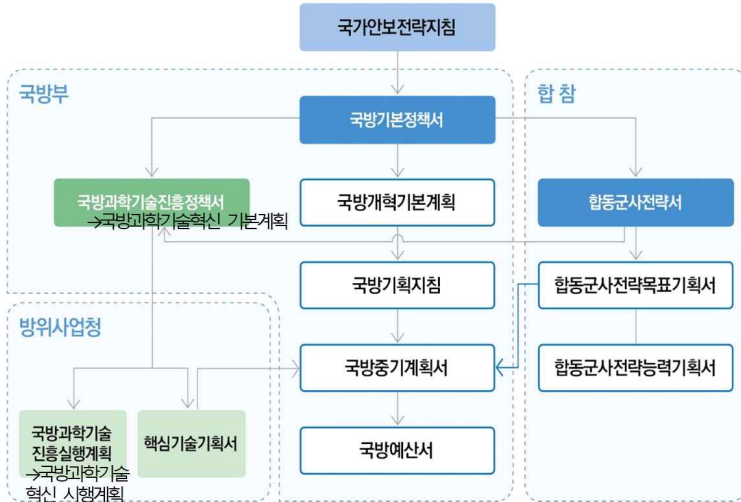 국가안보전략지침
국방부
합 참
국방기본정책서
국방과학기술진흥정책서
→국방과학기술혁신 기본계획
국방개혁기본계획
합동군사전략서
국방기획지침
합동군사전략목표기획서
방위사업청
국방중기계획서
합동군사전략능력기획서
국방과학기술
진흥실행계획
→국방과학기술
혁신 시행계획
핵심기술기획서
국방예산서